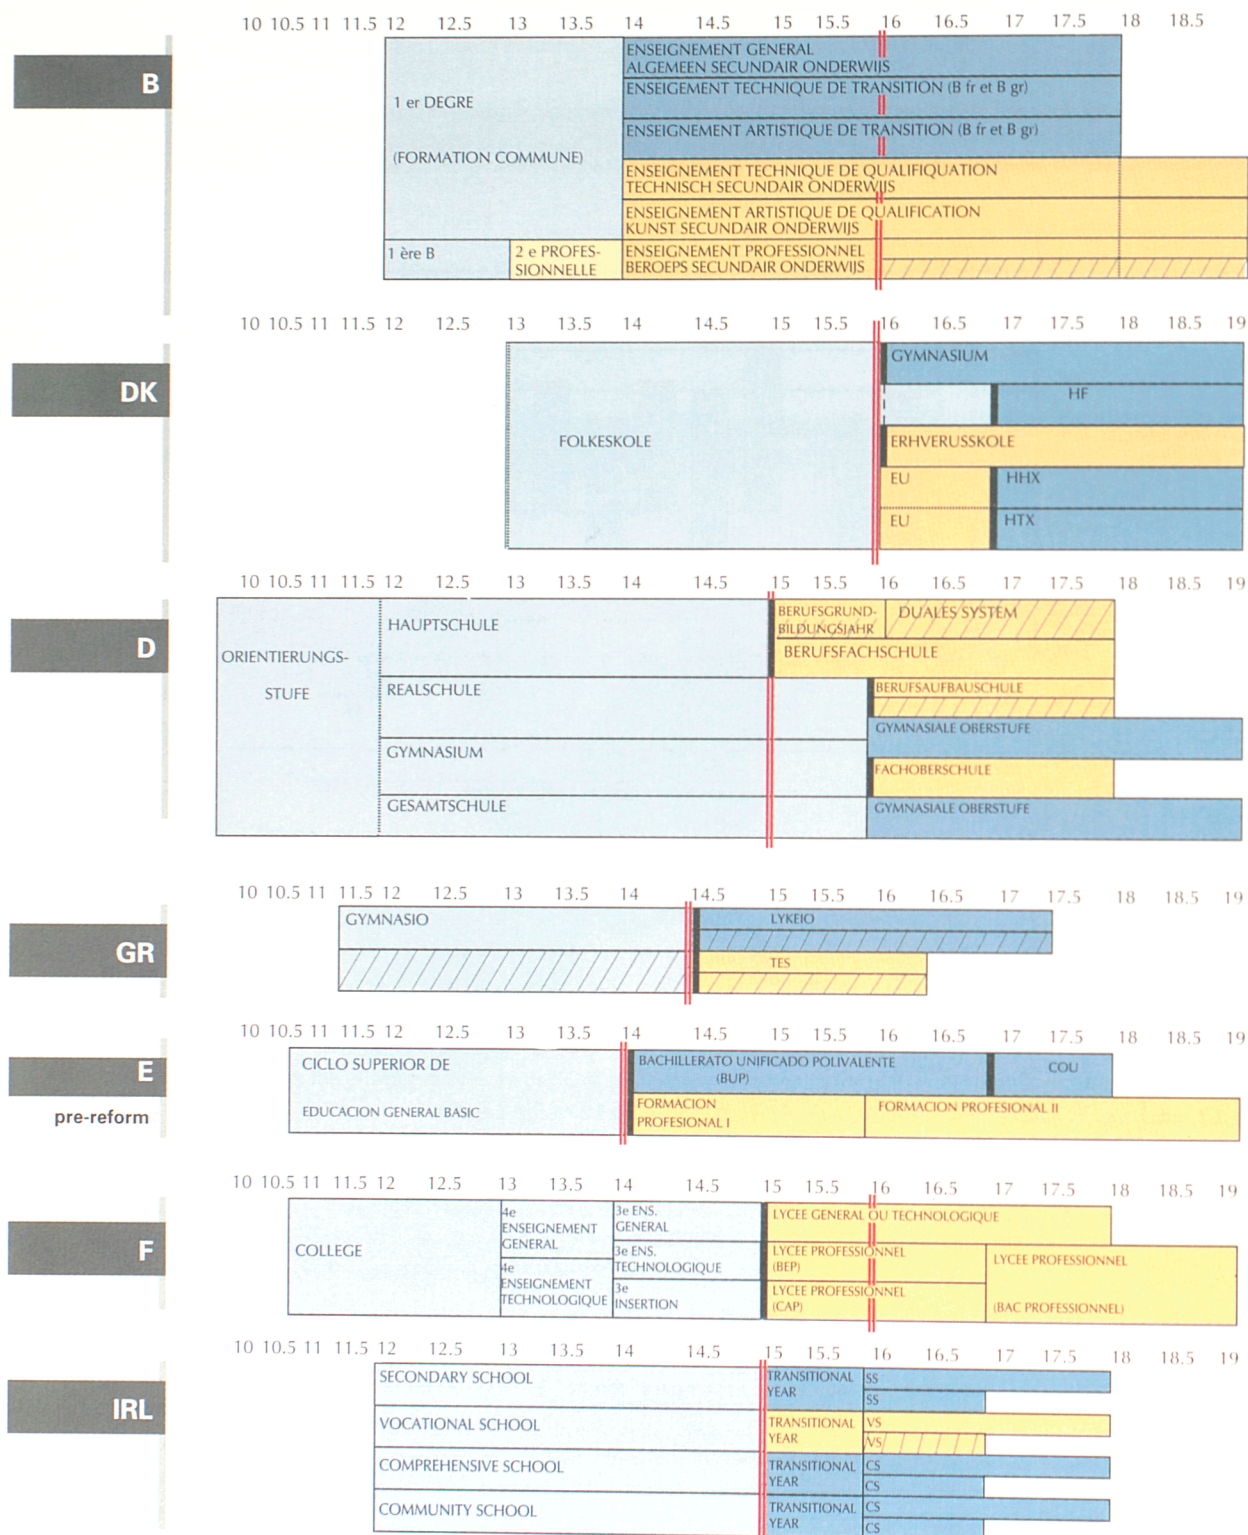 10 10.5 11 11.5 12 12.5 13 13.5 14 14.5 15 15.5 16 16.5 17 17.5 18 18.5
B
1 er DEGRE
(FORMATION COMMUNE)
1 ère B
2 e PROFES-
SIONNELLE
ENSEIGNEMENT GENERAL
ALGEMEEN SECUNDAIR ONDERWIJS
ENSEIGEMENT TECHNIQUE DE TRANSITION (B fr et B gr)
ENSEIGNEMENT ARTISTIQUE DE TRANSITION (B fr et B gr)
ENSEIGNEMENT TECHNIQUE DE QUALIFIQUATION
TECHNISCH SECUNDAIR ONDERWIJS
ENSEIGNEMENT ARTISTIQUE DE QUALIFICATION
KUNST SECUNDAIR ONDERWIJS
ENSEIGNEMENT PROFESSIONNEL
BEROEPS SECUNDAIR ONDERWIJS
10 10.5 11 11.5 12 12.5 13 13.5 14 14.5 15 15.5 16 16.5 17 17.5 18 18.5 19
DK
FOLKESKOLE
GYMNASIUM
HF
ERHVERUSSKOLE
EU
HHX
EU
HTX
10 10.5 11 11.5 12 12.5 13 13.5 14 14.5 15 15.5 16 16.5 17 17.5 18 18.5 19
D
ORIENTIERUNGS-
STUFE
HAUPTSCHULE
BERUFSGRUND-
BILDUNGSJAHR
DUALES SYSTEM
BERUFSFACHSCHULE
REALSCHULE
BERUFSAUFBAUSCHULE
GYMNASIALE OBERSTUFE
GYMNASIUM
FACHOBERSCHULE
GESAMTSCHULE
GYMNASIALE OBERSTUFE
10 10.5 11 11.5 12 12.5 13 13.5 14 14.5 15 15.5 16 16.5 17 17.5 18 18.5 19
GR
GYMNASIO
LYKEIO
TES
10 10.5 11 11.5 12 12.5 13 13.5 14 14.5 15 15.5 16 16.5 17 17.5 18 18.5 19
E
pre-reform
CICLO SUPERIOR DE
EDUCACION GENERAL BASIC
BACHILLERATO UNIFICADO POLIVALENTE
(BUP)
COU
FORMACION
PROFESIONAL I
FORMACION PROFESIONAL II
10 10.5 11 11.5 12 12.5 13 13.5 14 14.5 15 15.5 16 16.5 17 17.5 18 18.5 19
F
COLLEGE
4e
ENSEIGNEMENT
GENERAL
4e
ENSEIGNEMENT
TECHNOLOGIQUE
3e ENS.
GENERAL
3e ENS.
TECHNOLOGIQUE
3e
INSERTION
LYCEE GENERAL OU TECHNOLOGIQUE
LYCEE PROFESSIONNEL
(BEP)
LYCEE PROFESSIONNEL
(CAP)
LYCEE PROFESSIONNEL
(BAC PROFESSIONNEL)
10 10.5 11 11.5 12 12.5 13 13.5 14 14.5 15 15.5 16 16.5 17 17.5 18 18.5 19
IRL
SECONDARY SCHOOL
TRANSITIONAL
YEAR
SS
SS
VOCATIONAL SCHOOL
TRANSITIONAL
YEAR
VS
VS
COMPREHENSIVE SCHOOL
TRANSITIONAL
YEAR
CS
CS
COMMUNITY SCHOOL
TRANSITIONAL
YEAR
CS
CS